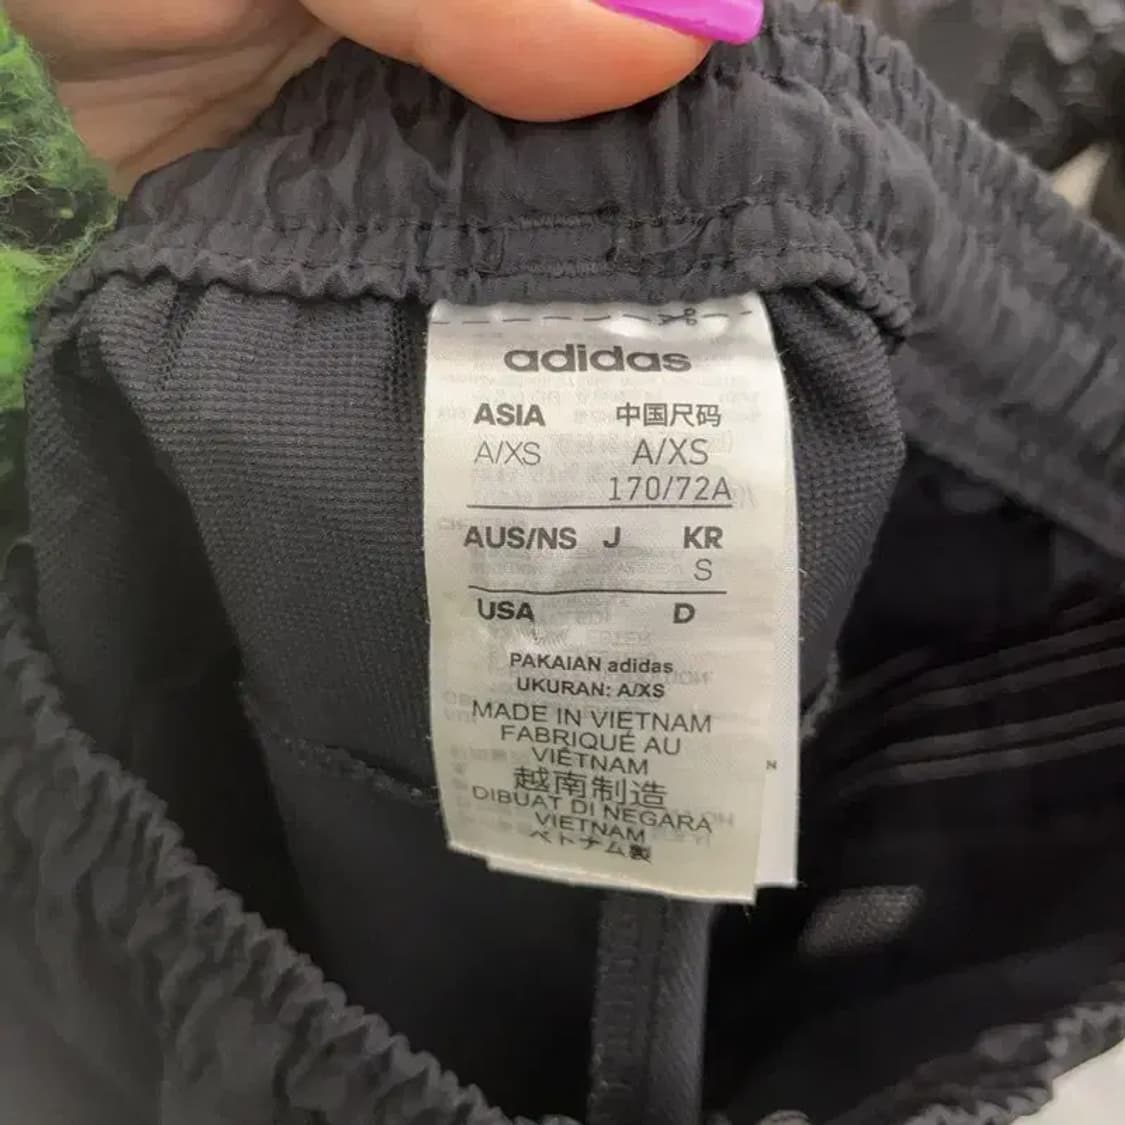 adidas
ASIA 中国尺码
A/XS A/XS
170/72A
AUS/NS J KR
S
USA D
PAKAIAN adidas
UKURAN: A/XS
MADE IN VIETNAM
FABRIQUÉ AU
VIÊTNAM
越南制造
DIBUAT DI NEGARA
VIETNAM
ベトナム製